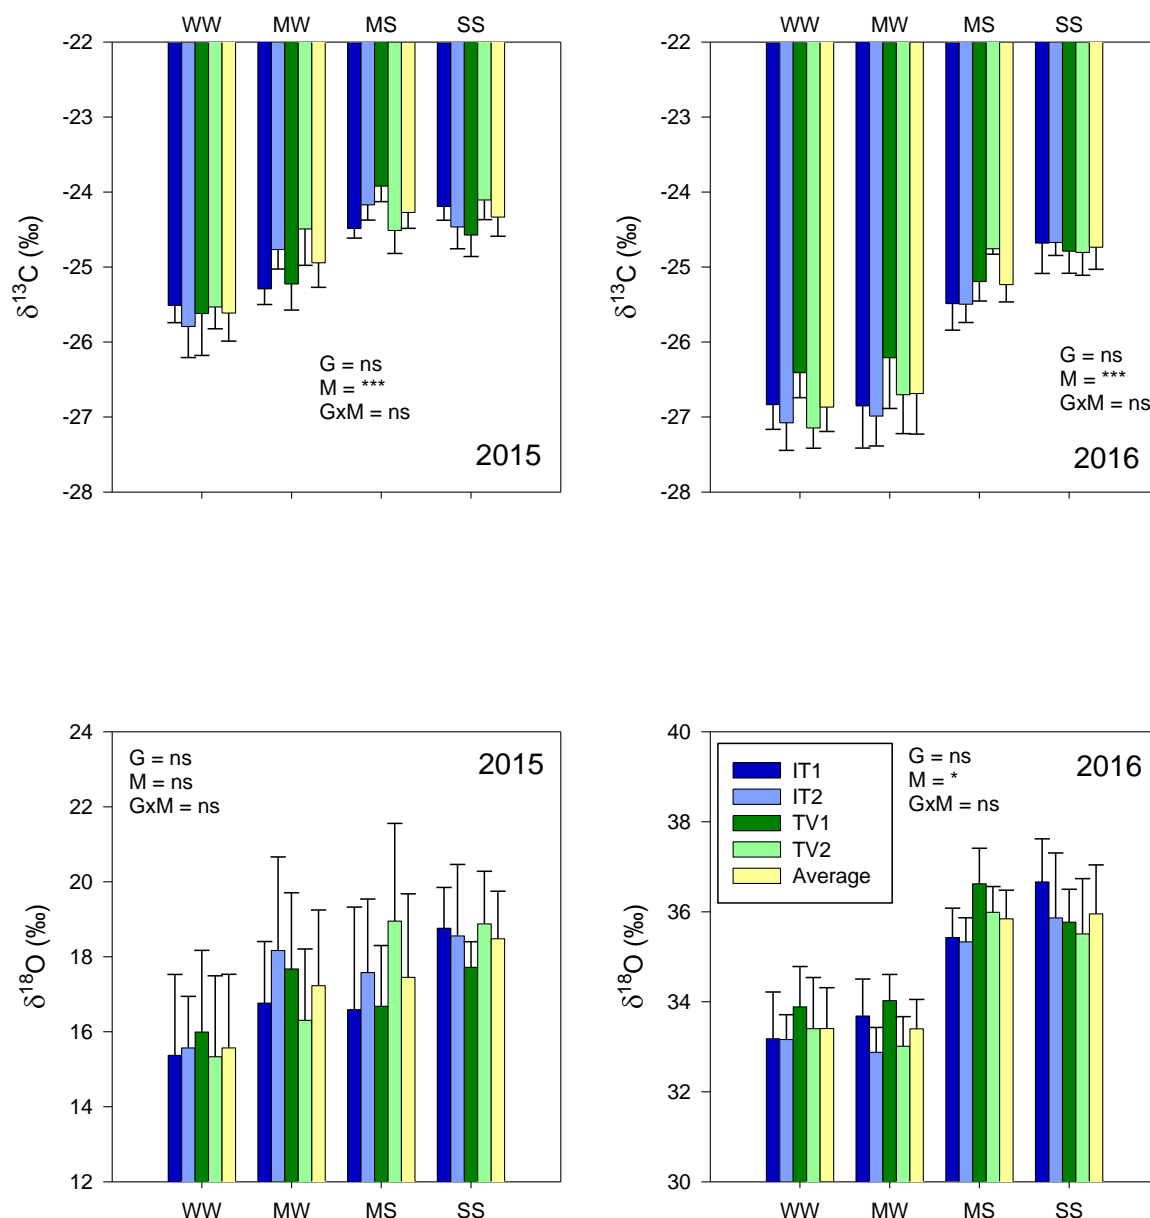 WW MW MS SS
-22
-23
-24
-25
-26
-27
-28
δ13C (‰)
G = ns
M = ***
GxM = ns
2015
WW MW MS SS
-22
-23
-24
-25
-26
-27
-28
δ13C (‰)
G = ns
M = ***
GxM = ns
2016
24
22
20
18
16
14
12
δ18O (‰)
G = ns
M = ns
GxM = ns
2015
WW MW MS SS
40
38
36
34
32
30
δ18O (‰)
IT1
IT2
TV1
TV2
Average
G = ns
M = *
GxM = ns
2016
WW MW MS SS